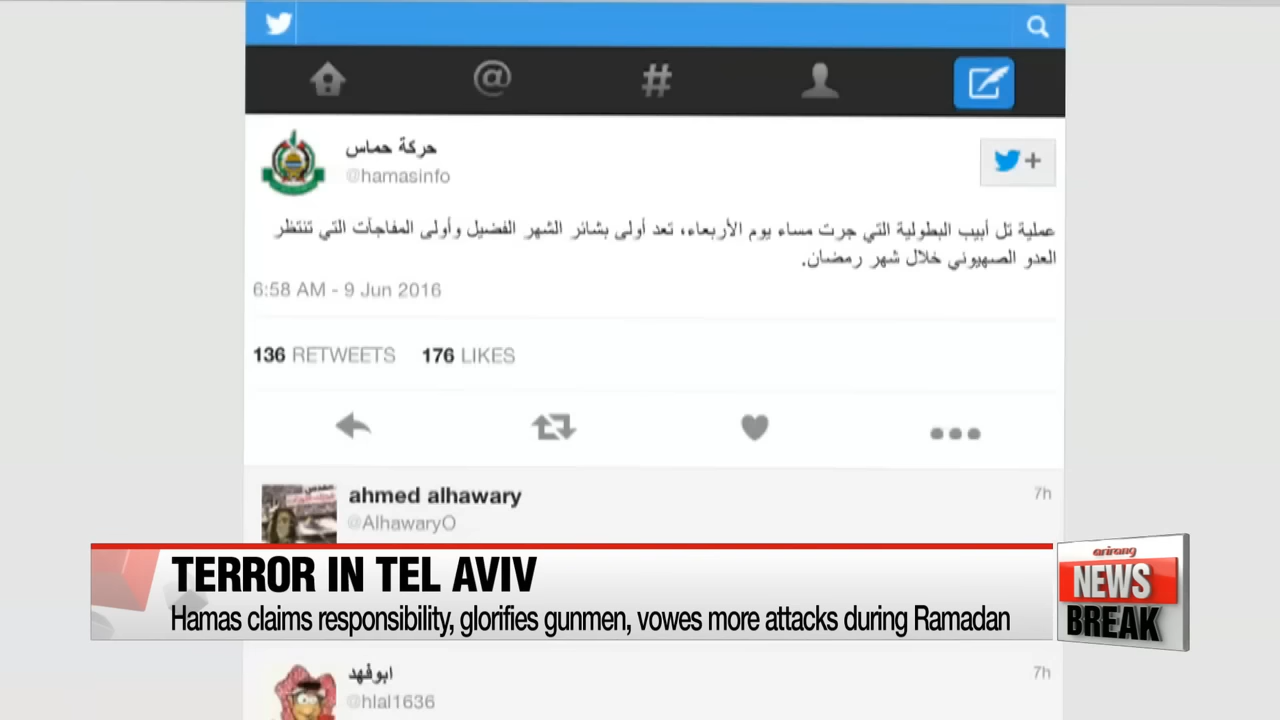 @
#
حركة حماس
@hamasinfo
+
عملية تل أبيب البطولية التي جرت مساء يوم الأربعاء، تعد أولى بشائر الشهر الفضيل وأولى المفاجآت التي تنتظر
العدو الصهيوني خلال شهر رمضان.
6:58 AM - 9 Jun 2016
136 RETWEETS 176 LIKES
ahmed alhawary
7h
@AlhawaryO
TERROR IN TEL AVIV
Hamas claims responsibility, glorifies gunmen, vowes more attacks during Ramadan
arirang
NEWS
BREAK
ابوفهد
7h
@hlal1636